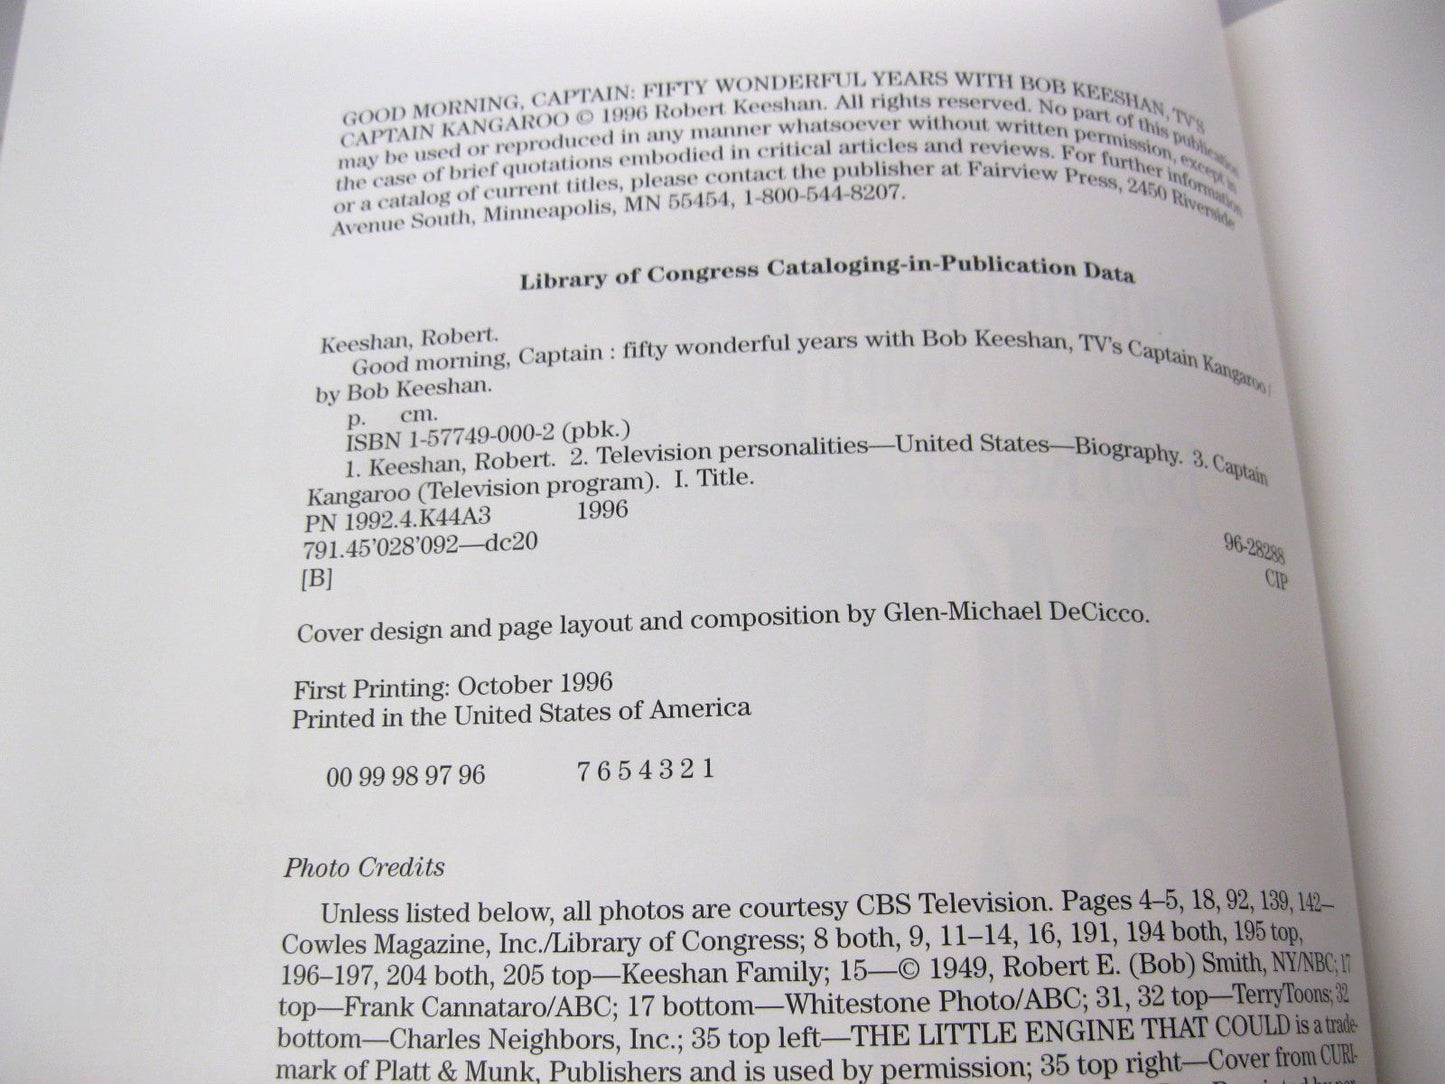 GOOD MORNING, CAPTAIN: FIFTY WONDERFUL YEARS WITH BOB KEESHAN, TV'S
CAPTAIN KANGAROO © 1996 Robert Keeshan. All rights reserved. No part of this publication
may be used or reproduced in any manner whatsoever without written permission, except in
the case of brief quotations embodied in critical articles and reviews. For further information
or a catalog of current titles, please contact the publisher at Fairview Press, 2450 Riverside
Avenue South, Minneapolis, MN 55454, 1-800-544-8207.
Library of Congress Cataloging-in-Publication Data
Keeshan, Robert.
Good morning, Captain : fifty wonderful years with Bob Keeshan, TV's Captain Kangaroo /
by Bob Keeshan.
p. cm.
ISBN 1-57749-000-2 (pbk.)
1. Keeshan, Robert. 2. Television personalities—United States—Biography. 3. Captain
Kangaroo (Television program). I. Title.
PN 1992.4.K44A3 1996
791.45'028'092—dc20 96-28288
[B] CIP
Cover design and page layout and composition by Glen-Michael DeCicco.
First Printing: October 1996
Printed in the United States of America
00 99 98 97 96 7 6 5 4 3 2 1
Photo Credits
Unless listed below, all photos are courtesy CBS Television. Pages 4–5, 18, 92, 139, 142–
Cowles Magazine, Inc./Library of Congress; 8 both, 9, 11–14, 16, 191, 194 both, 195 top,
196–197, 204 both, 205 top—Keeshan Family; 15—© 1949, Robert E. (Bob) Smith, NY/NBC; 17
top—Frank Cannataro/ABC; 17 bottom—Whitestone Photo/ABC; 31, 32 top—TerryToons; 32
bottom—Charles Neighbors, Inc.; 35 top left—THE LITTLE ENGINE THAT COULD is a trade-
mark of Platt & Munk, Publishers and is used by permission; 35 top right—Cover from CURI-